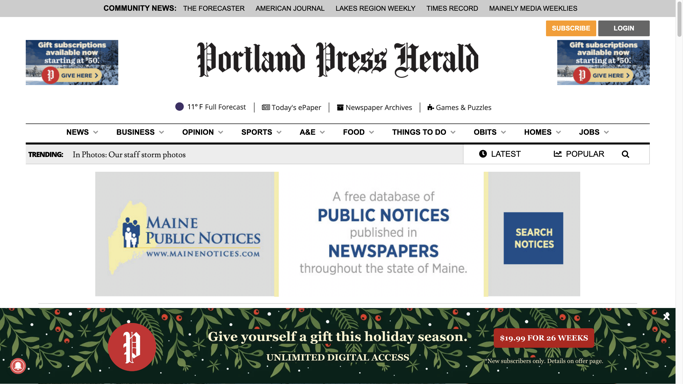 COMMUNITY NEWS: THE FORECASTER AMERICAN JOURNAL LAKES REGION WEEKLY TIMES RECORD MAINELY MEDIA WEEKLIES
SUBSCRIBE LOGIN
Gift subscriptions
available now
starting at $50.
P GIVE HERE >
Portland Press Herald
Gift subscriptions
available now
starting at $50.
P GIVE HERE >
11° F Full Forecast Today's ePaper Newspaper Archives Games & Puzzles
NEWS BUSINESS OPINION SPORTS A&E FOOD THINGS TO DO OBITS HOMES JOBS
TRENDING: In Photos: Our staff storm photos LATEST POPULAR
MAINE
PUBLIC NOTICES
WWW.MAINENOTICES.COM
A free database of
PUBLIC NOTICES
published in
NEWSPAPERS
throughout the state of Maine.
SEARCH
NOTICES
P
Give yourself a gift this holiday season.
UNLIMITED DIGITAL ACCESS
$19.99 FOR 26 WEEKS
New subscribers only. Details on offer page.